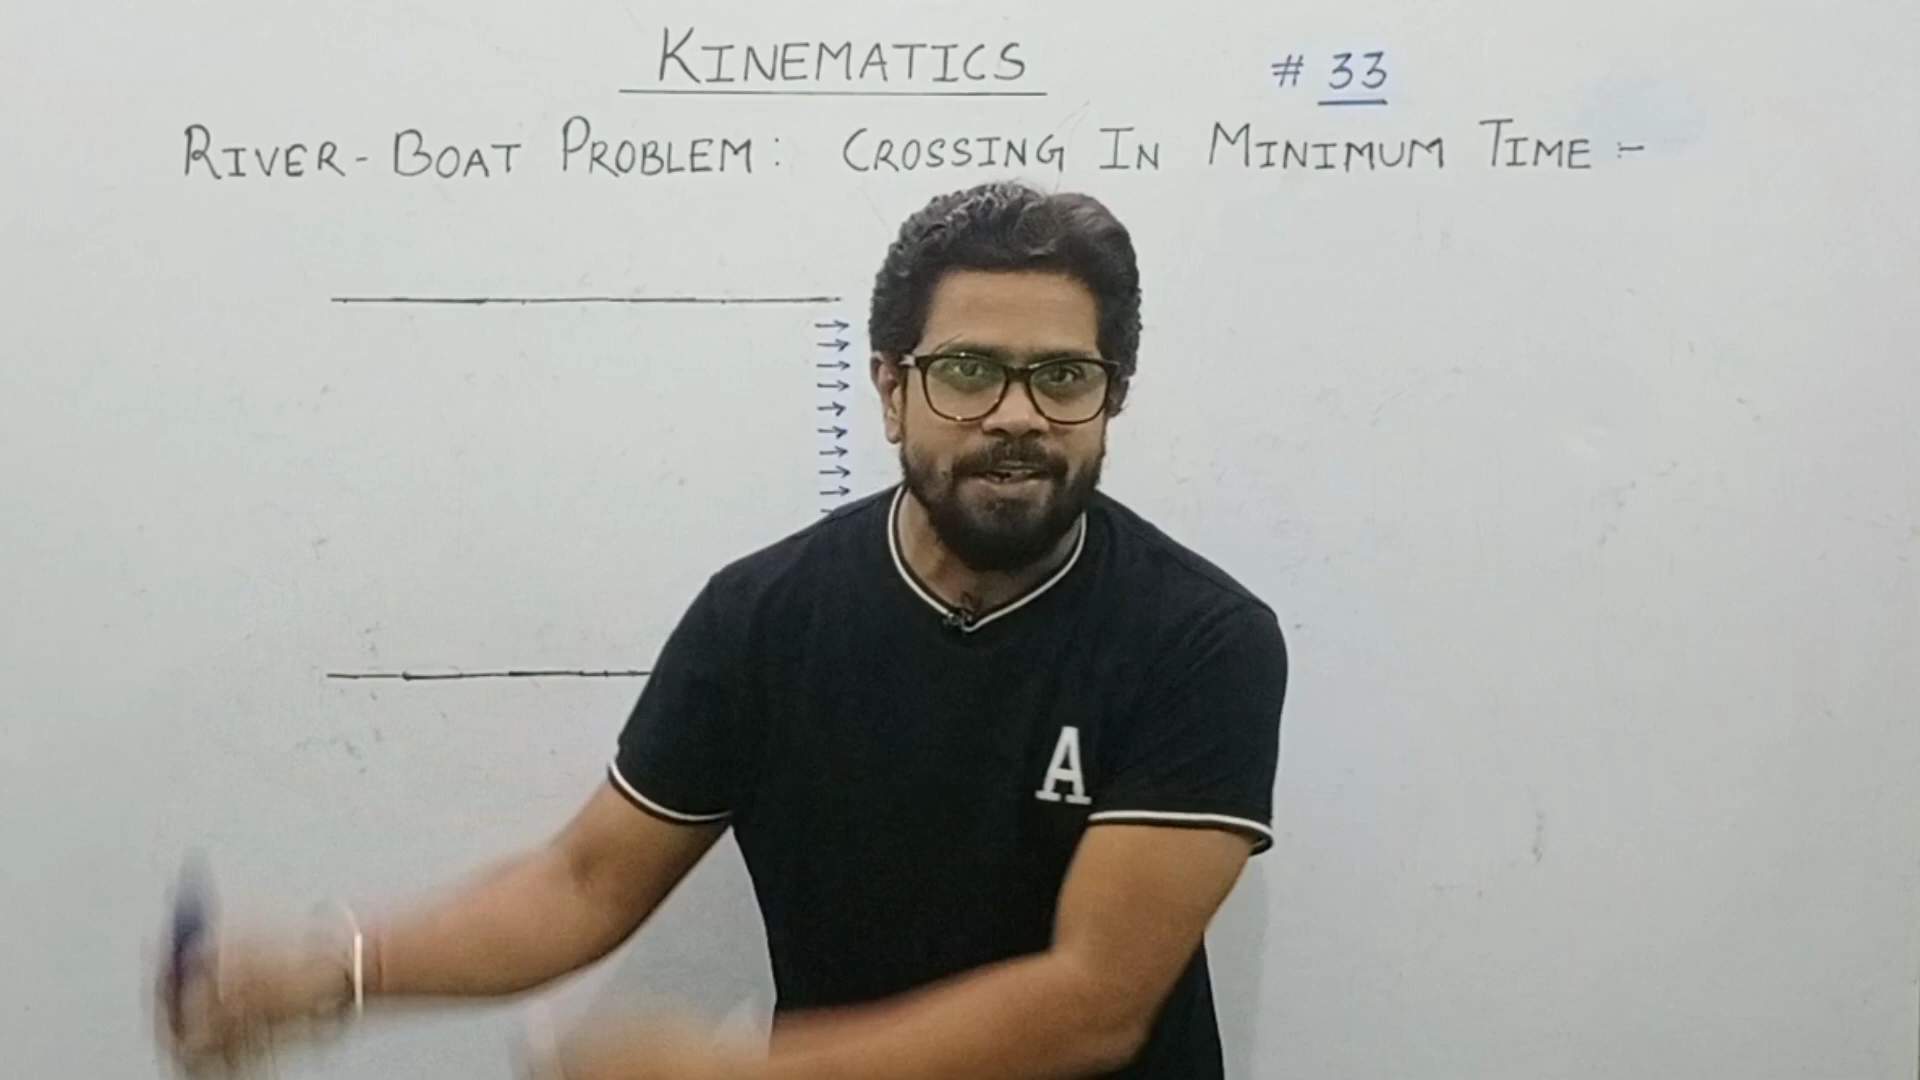 KINEMATICS
# 33
RIVER-BOAT PROBLEM: CROSSING IN MINIMUM TIME :-
A